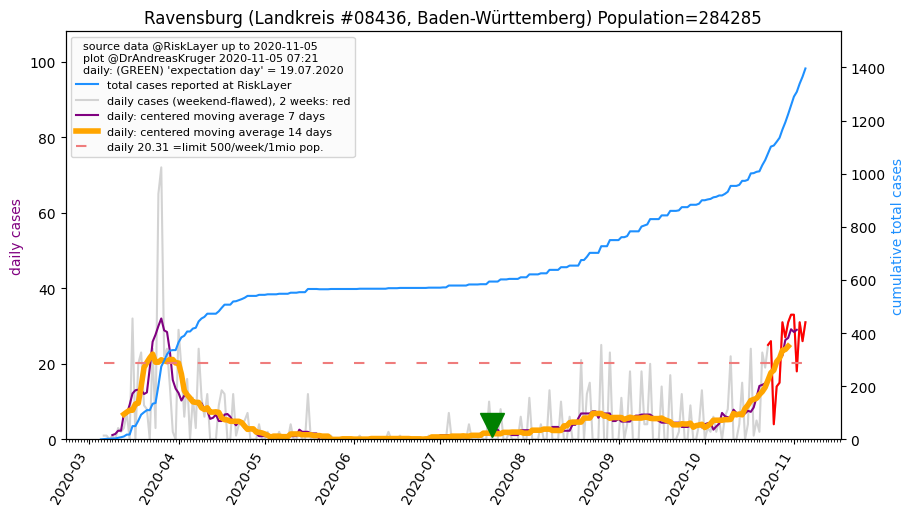 Ravensburg (Landkreis #08436, Baden-Württemberg) Population=284285
source data @RiskLayer up to 2020-11-05
plot @DrAndreasKruger 2020-11-05 07:21
daily: (GREEN) 'expectation day' = 19.07.2020
total cases reported at RiskLayer
daily cases (weekend-flawed), 2 weeks: red
daily: centered moving average 7 days
daily: centered moving average 14 days
daily 20.31 =limit 500/week/1mio pop.
daily cases
100
80
60
40
20
0
cumulative total cases
1400
1200
1000
800
600
400
200
0
2020-03
2020-04
2020-05
2020-06
2020-07
2020-08
2020-09
2020-10
2020-11